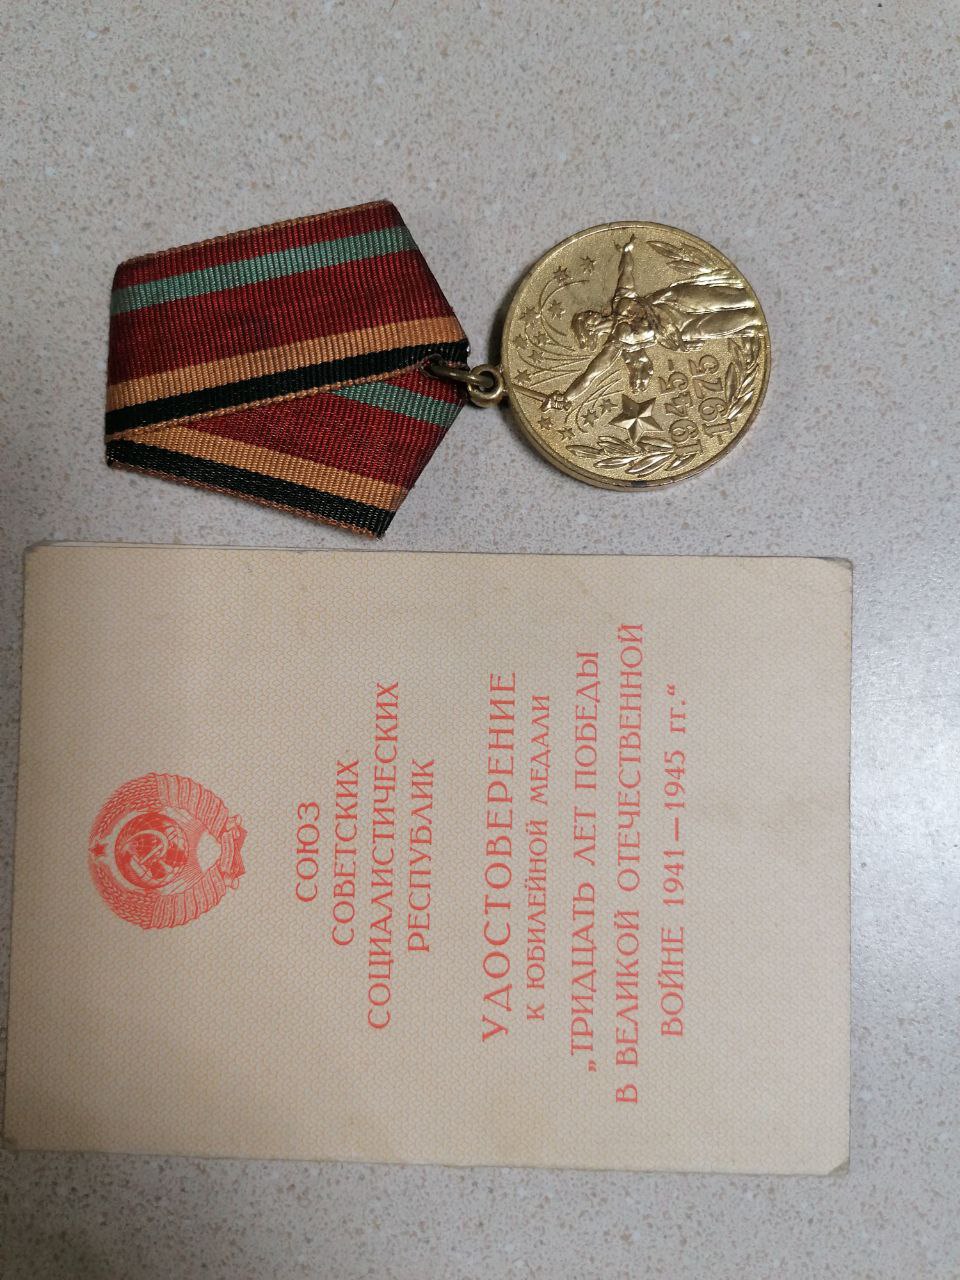 1945-
-1975
СОЮЗ
СОВЕТСКИХ
СОЦИАЛИСТИЧЕСКИХ
РЕСПУБЛИК
УДОСТОВЕРЕНИЕ
К ЮБИЛЕЙНОЙ МЕДАЛИ
„ТРИДЦАТЬ ЛЕТ ПОБЕДЫ
В ВЕЛИКОЙ ОТЕЧЕСТВЕННОЙ
ВОЙНЕ 1941—1945 гг.“